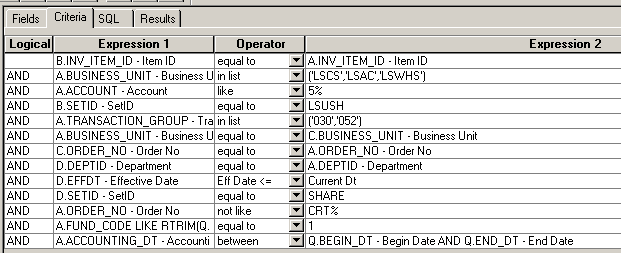 Fields Criteria SQL Results
Logical Expression 1 Operator Expression 2
B.INV_ITEM_ID - Item ID equal to A.INV_ITEM_ID - Item ID
AND A.BUSINESS_UNIT - Business U in list ('LSCS','LSAC','LSWHS')
AND A.ACCOUNT - Account like 5%
AND B.SETID - SetID equal to LSUSH
AND A.TRANSACTION_GROUP - Tra in list ('030','052')
AND A.BUSINESS_UNIT - Business U equal to C.BUSINESS_UNIT - Business Unit
AND C.ORDER_NO - Order No equal to A.ORDER_NO - Order No
AND D.DEPTID - Department equal to A.DEPTID - Department
AND D.EFFDT - Effective Date Eff Date <= Current Dt
AND D.SETID - SetID equal to SHARE
AND A.ORDER_NO - Order No not like CRT%
AND A.FUND_CODE LIKE RTRIM(Q. equal to 1
AND A.ACCOUNTING_DT - Accounti between Q.BEGIN_DT - Begin Date AND Q.END_DT - End Date